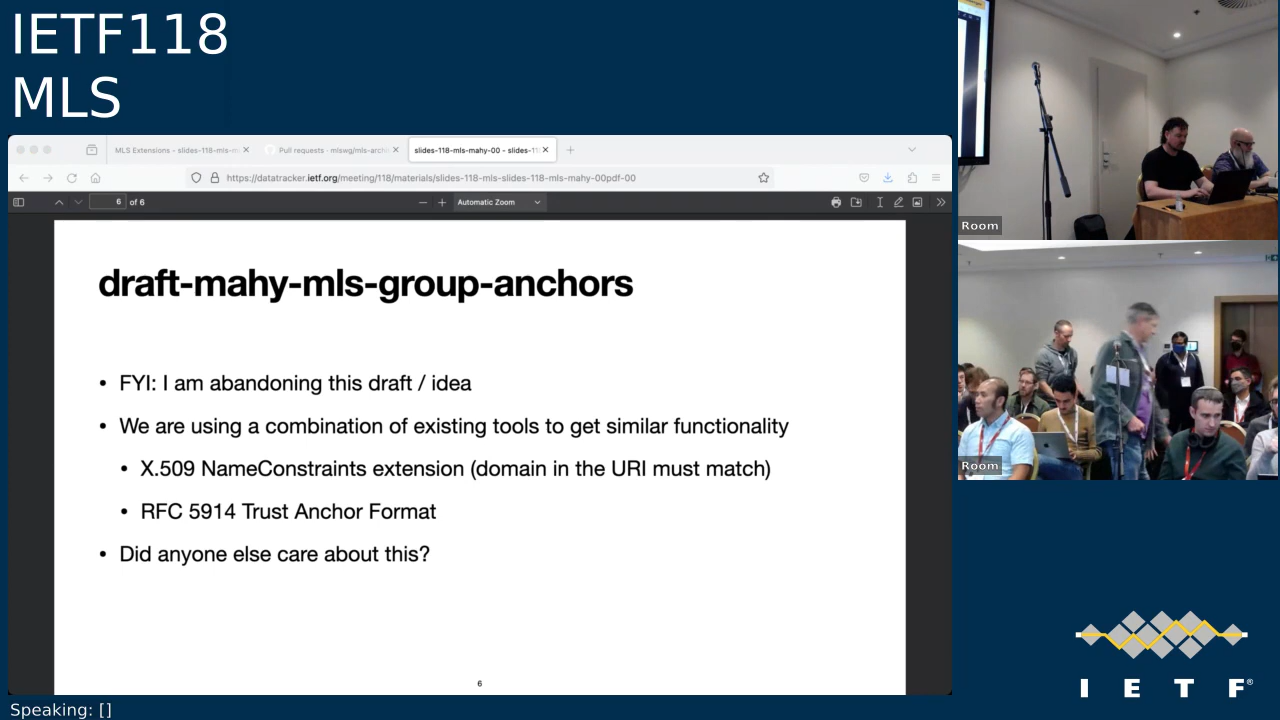 IETF118
MLS
MLS Extensions - slides-118-mls-m
Pull requests · mlswg/mls-archi
slides-118-mls-mahy-00 - slides-11
https://datatracker.ietf.org/meeting/118/materials/slides-118-mls-slides-118-mls-mahy-00pdf-00
6 of 6
Automatic Zoom
draft-mahy-mls-group-anchors
• FYI: I am abandoning this draft / idea
• We are using a combination of existing tools to get similar functionality
• X.509 NameConstraints extension (domain in the URI must match)
• RFC 5914 Trust Anchor Format
• Did anyone else care about this?
6
Room
Room
I E T F®
Speaking: []